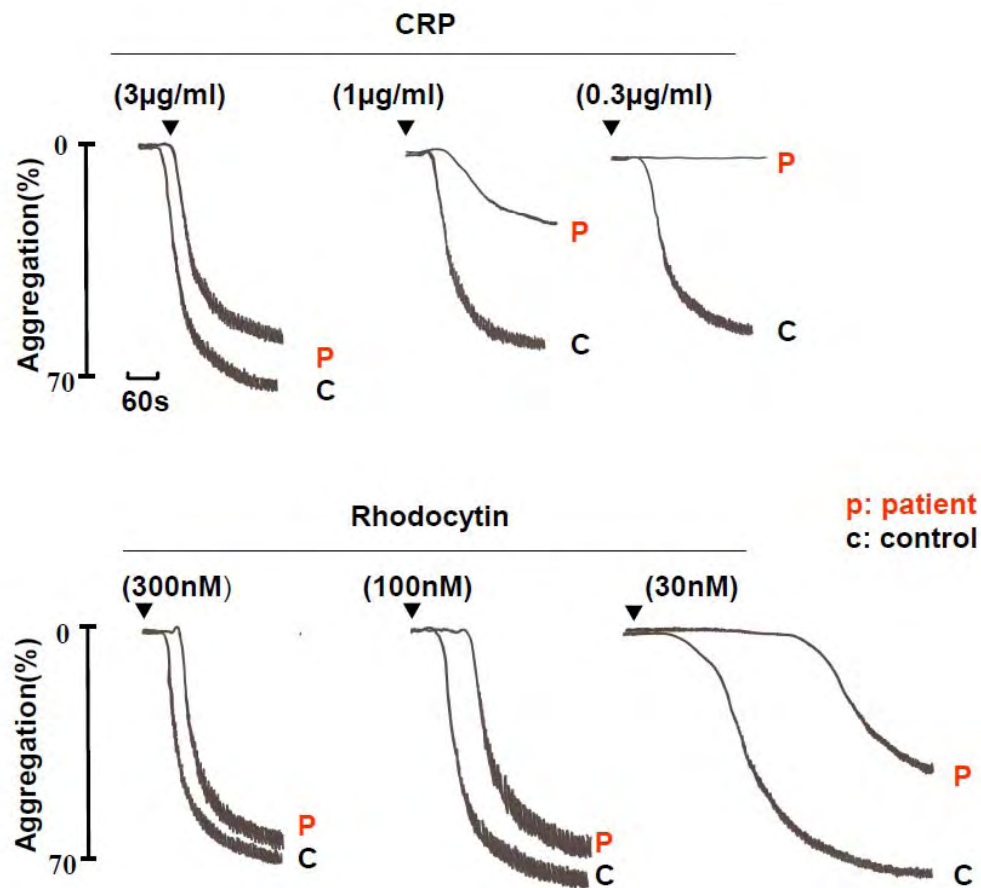 CRP
(3µg/ml) (1µg/ml) (0.3µg/ml)
0
Aggregation(%)
70
60s
P
C
P
C
P
C
Rhodocytin
p: patient
c: control
(300nM) (100nM) (30nM)
0
Aggregation(%)
70
P
C
P
C
P
C